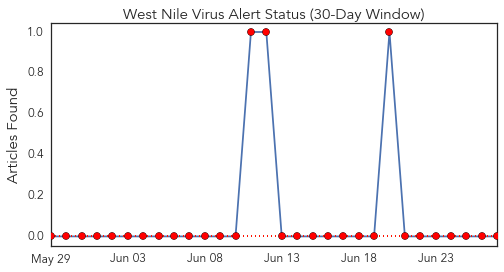 West Nile Virus Alert Status (30-Day Window)
Articles Found
1.0
0.8
0.6
0.4
0.2
0.0
May 29 Jun 03 Jun 08 Jun 13 Jun 18 Jun 23